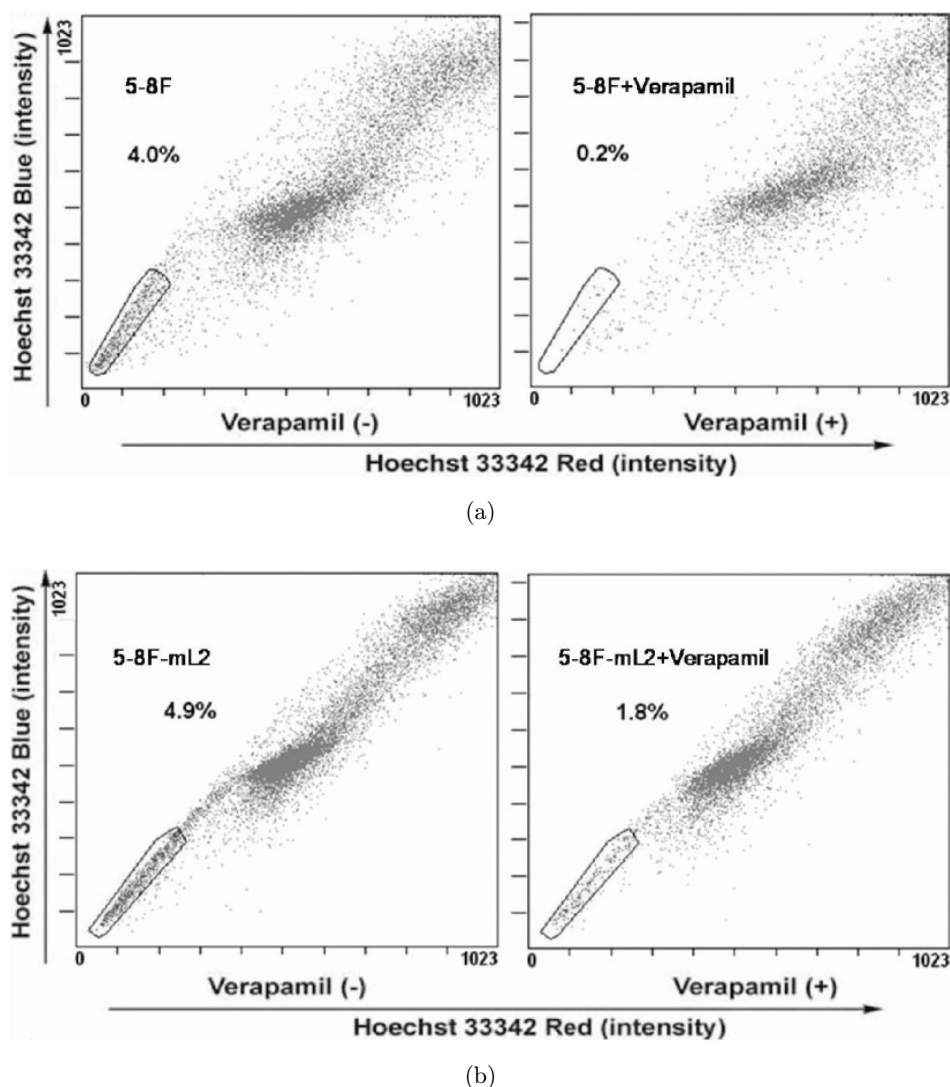 1023
Hoechst 33342 Blue (intensity)
5-8F
4.0%
5-8F+Verapamil
0.2%
0
1023
0
1023
Verapamil (-)
Verapamil (+)
Hoechst 33342 Red (intensity)
(a)
1023
Hoechst 33342 Blue (intensity)
5-8F-mL2
4.9%
5-8F-mL2+Verapamil
1.8%
0
1023
0
1023
Verapamil (-)
Verapamil (+)
Hoechst 33342 Red (intensity)
(b)